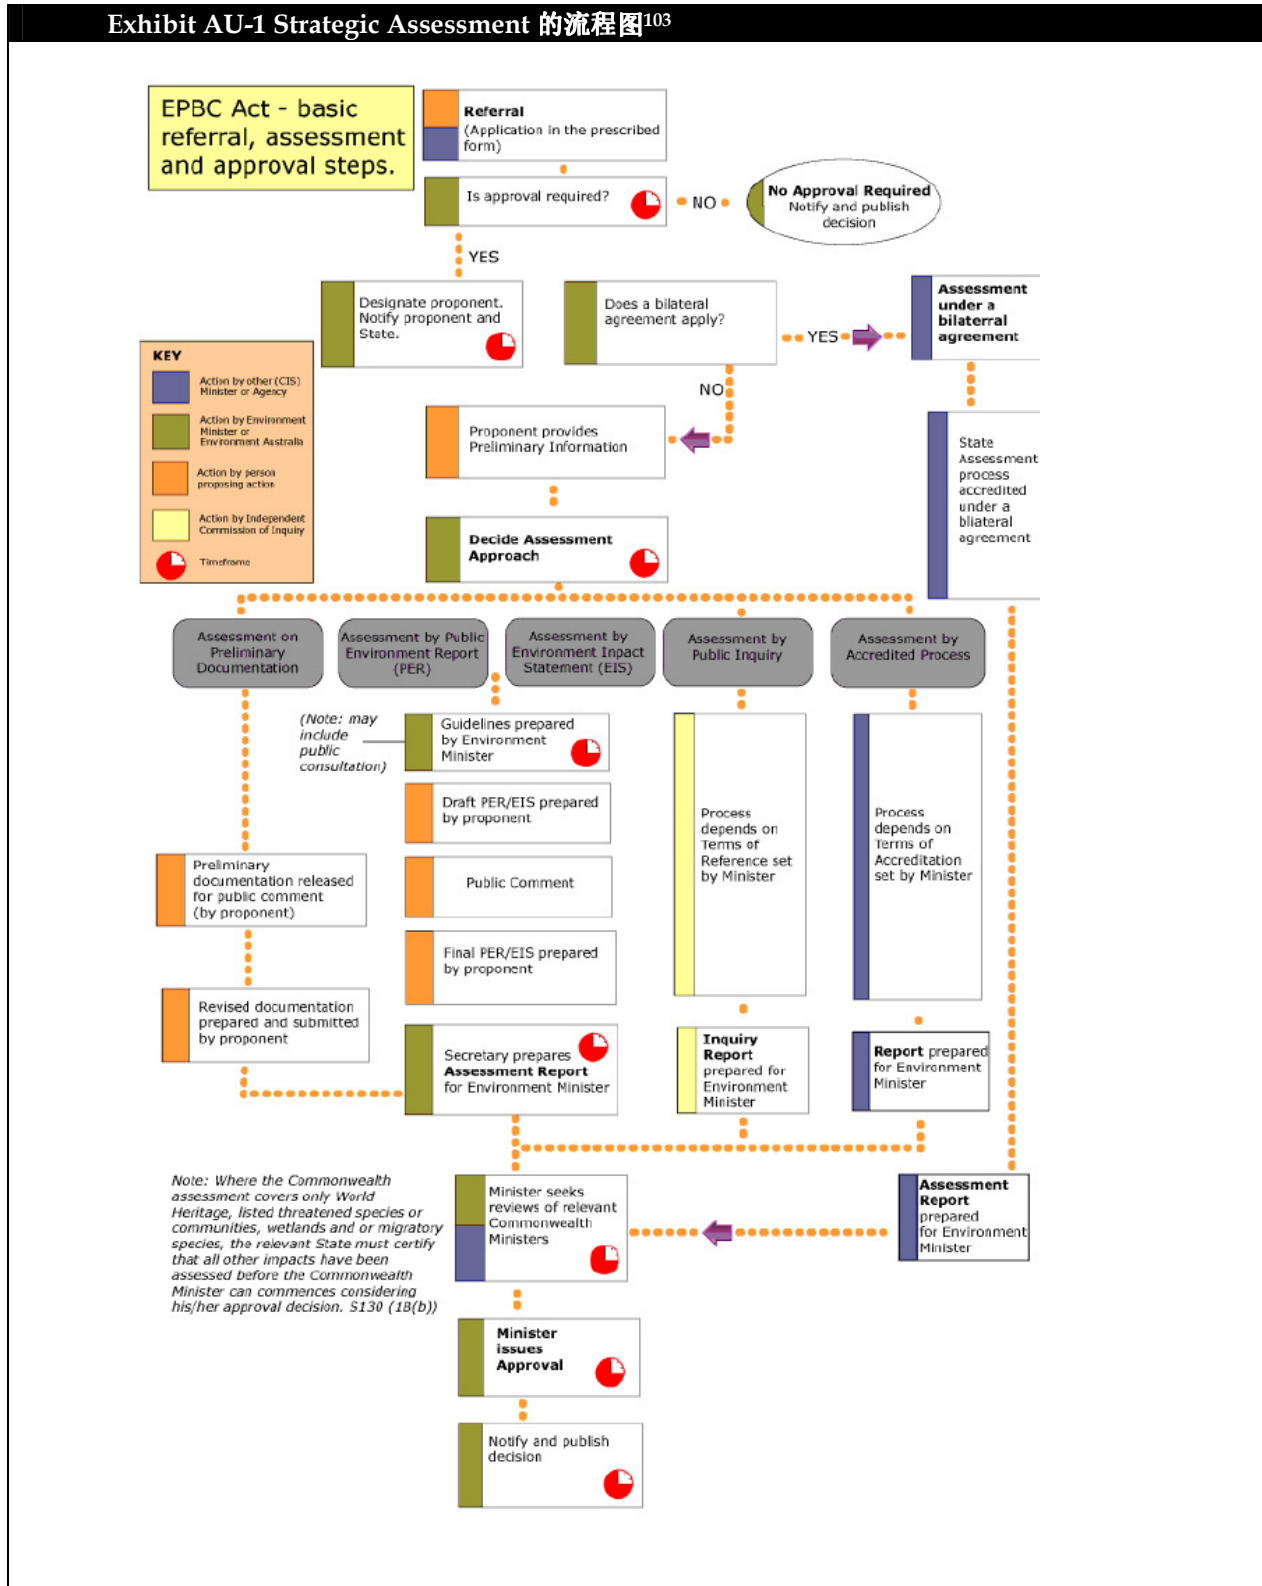 Exhibit AU-1 Strategic Assessment 的流程图103
EPBC Act - basic
referral, assessment
and approval steps.
Referral
(Application in the prescribed
form)
Is approval required?
NO
No Approval Required
Notify and publish
decision
YES
Designate proponent.
Notify proponent and
State.
Does a bilateral
agreement apply?
YES
Assessment
under a
bilaterral
agreement
NO
KEY
Action by other (CIS)
Minister or Agency
Action by Environment
Minister or
Environment Australia
Action by person
proposing action
Action by Independent
Commission of Inquiry
Timeframe
Proponent provides
Preliminary Information
State
Assessment
process
accredited
under a
bliateral
agreement
Decide Assessment
Approach
Assessment on
Preliminary
Documentation
Assessment by Public
Environment Report
(PER)
Assessment by
Environment Inpact
Statement (EIS)
Assessment by
Public Inquiry
Assessment by
Accredited Process
(Note: may
include
public
consultation)
Guidelines prepared
by Environment
Minister
Draft PER/EIS prepared
by proponent
Public Comment
Final PER/EIS prepared
by proponent
Process
depends on
Terms of
Reference set
by Minister
Process
depends on
Terms of
Accreditation
set by Minister
Preliminary
documentation released
for public comment
(by proponent)
Revised documentation
prepared and submitted
by proponent
Secretary prepares
Assessment Report
for Environment Minister
Inquiry
Report
prepared for
Environment
Minister
Report prepared
for Environment
Minister
Note: Where the Commonwealth
assessment covers only World
Heritage, listed threatened species or
communities, wetlands and or migratory
species, the relevant State must certify
that all other impacts have been
assessed before the Commonwealth
Minister can commences considering
his/her approval decision. S130 (1B(b))
Minister seeks
reviews of relevant
Commonwealth
Ministers
Assessment
Report
prepared
for Environment
Minister
Minister
issues
Approval
Notify and publish
decision